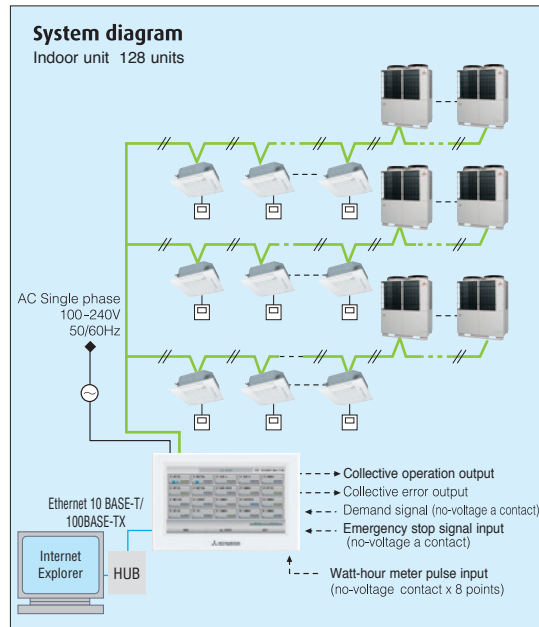 System diagram
Indoor unit 128 units
AC Single phase
100-240V
50/60Hz
Ethernet 10 BASE-T/
100BASE-TX
Internet
Explorer
HUB
Collective operation output
Collective error output
Demand signal (no-voltage a contact)
Emergency stop signal input
(no-voltage a contact)
Watt-hour meter pulse input
(no-voltage contact x 8 points)